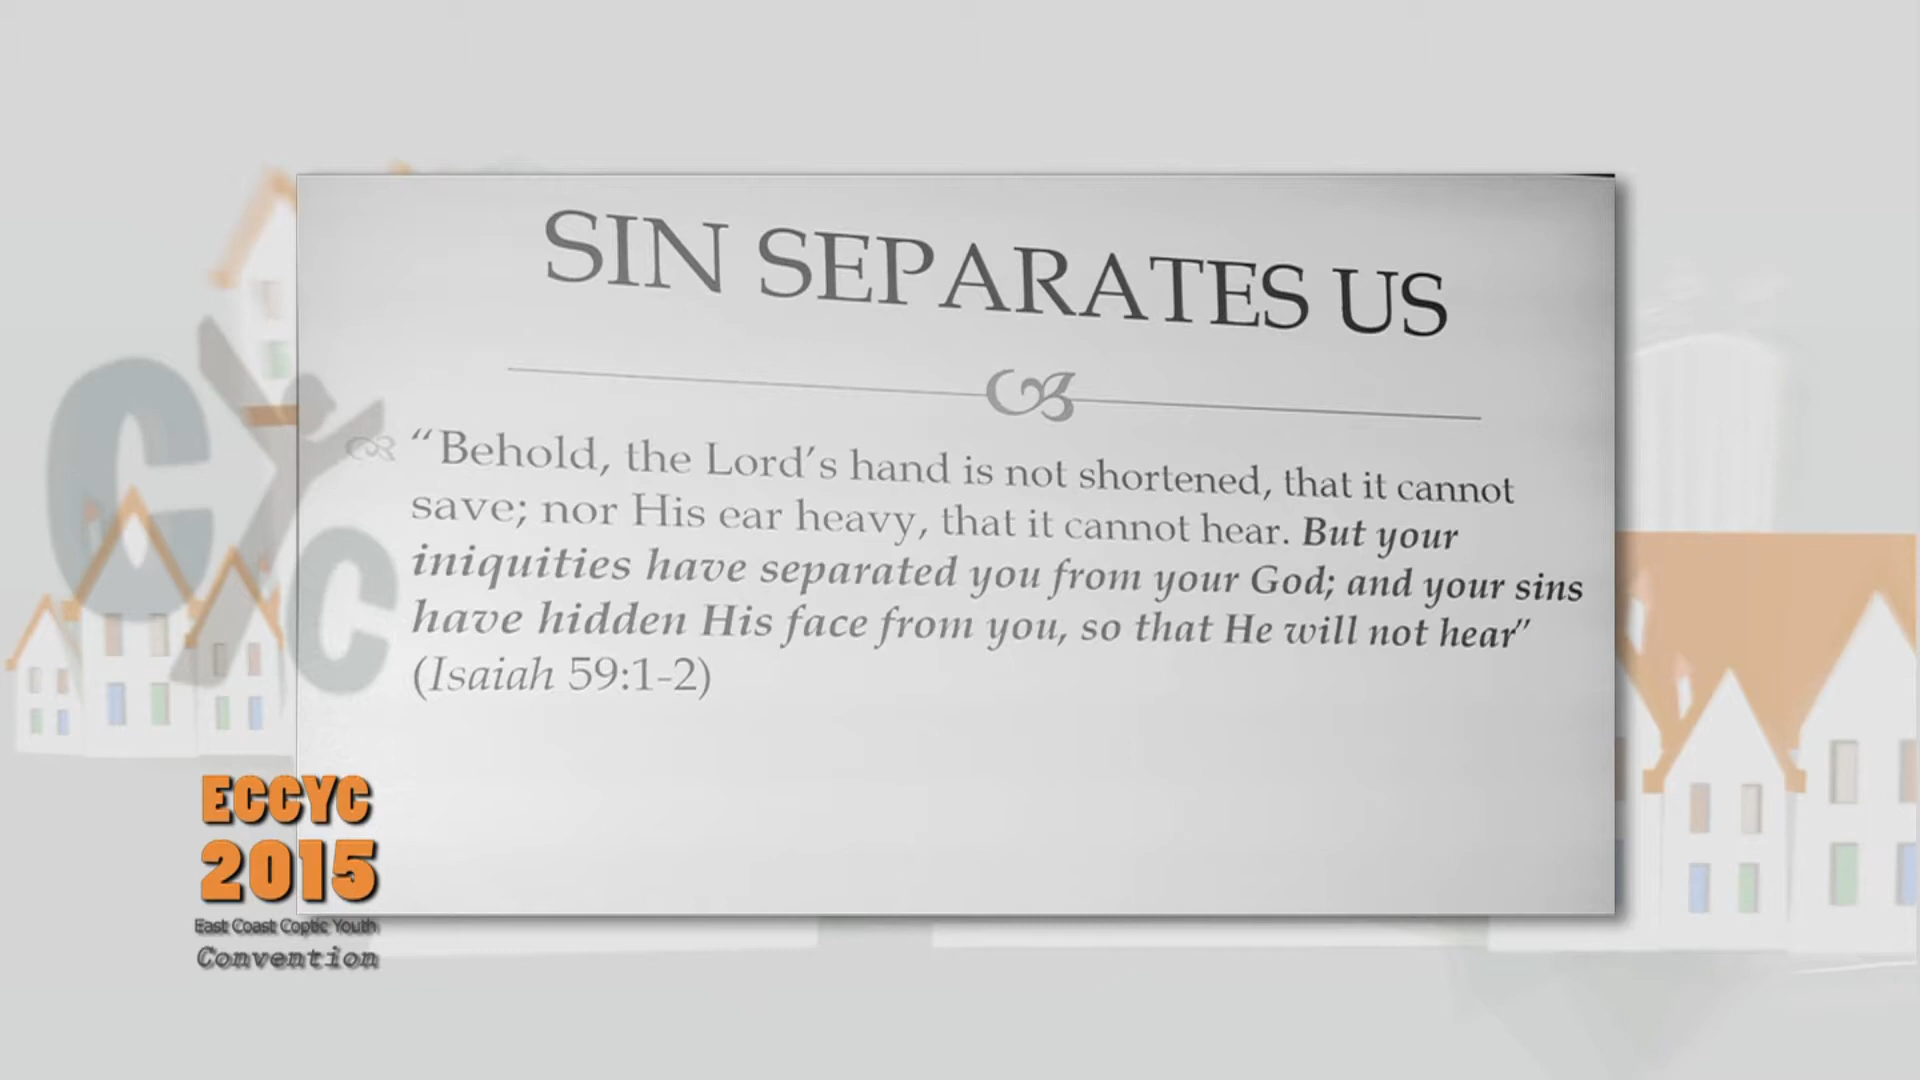 SIN SEPARATES US
“Behold, the Lord’s hand is not shortened, that it cannot
save; nor His ear heavy, that it cannot hear. But your
iniquities have separated you from your God; and your sins
have hidden His face from you, so that He will not hear”
(Isaiah 59:1-2)
CYC
ECCYC
2015
East Coast Coptic Youth
Convention